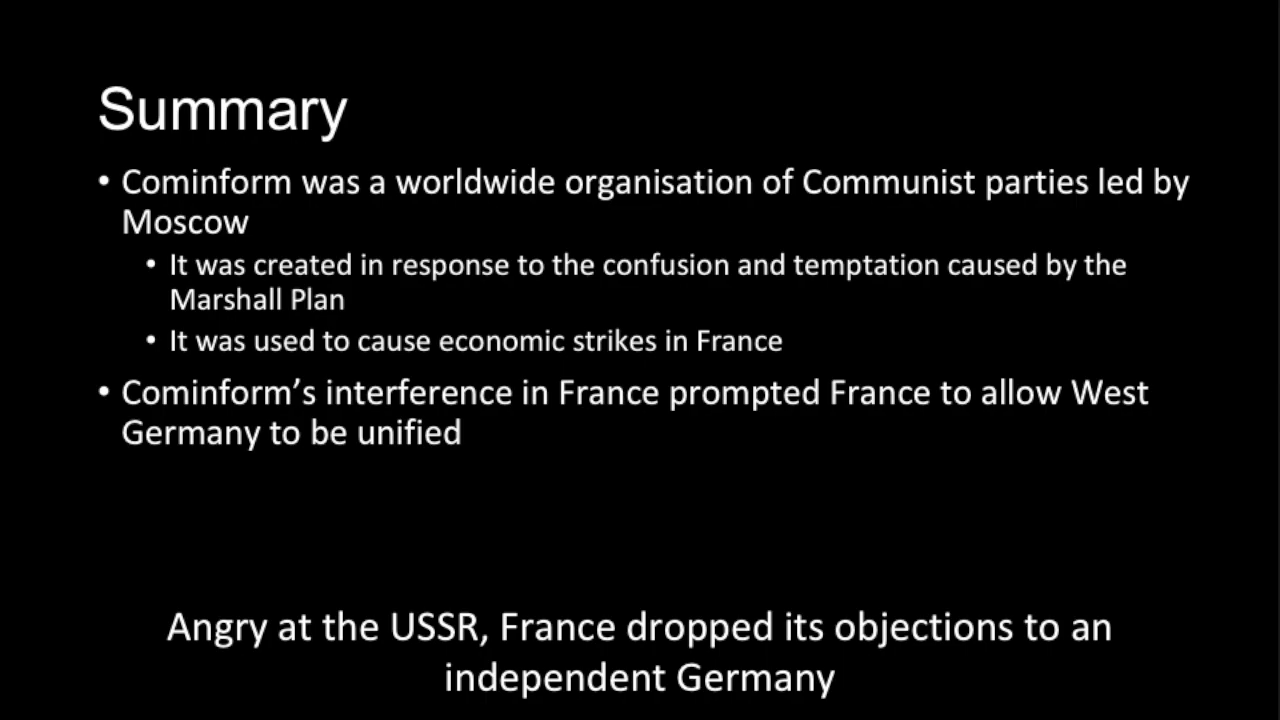 Summary
• Cominform was a worldwide organisation of Communist parties led by
Moscow
• It was created in response to the confusion and temptation caused by the
Marshall Plan
• It was used to cause economic strikes in France
• Cominform’s interference in France prompted France to allow West
Germany to be unified
Angry at the USSR, France dropped its objections to an
independent Germany